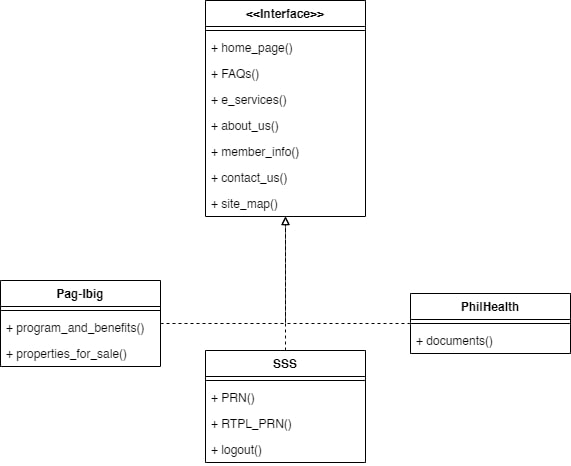 <<Interface>>
+ home_page()
+ FAQs()
+ e_services()
+ about_us()
+ member_info()
+ contact_us()
+ site_map()
Pag-Ibig
+ program_and_benefits()
+ properties_for_sale()
PhilHealth
+ documents()
SSS
+ PRN()
+ RTPL_PRN()
+ logout()